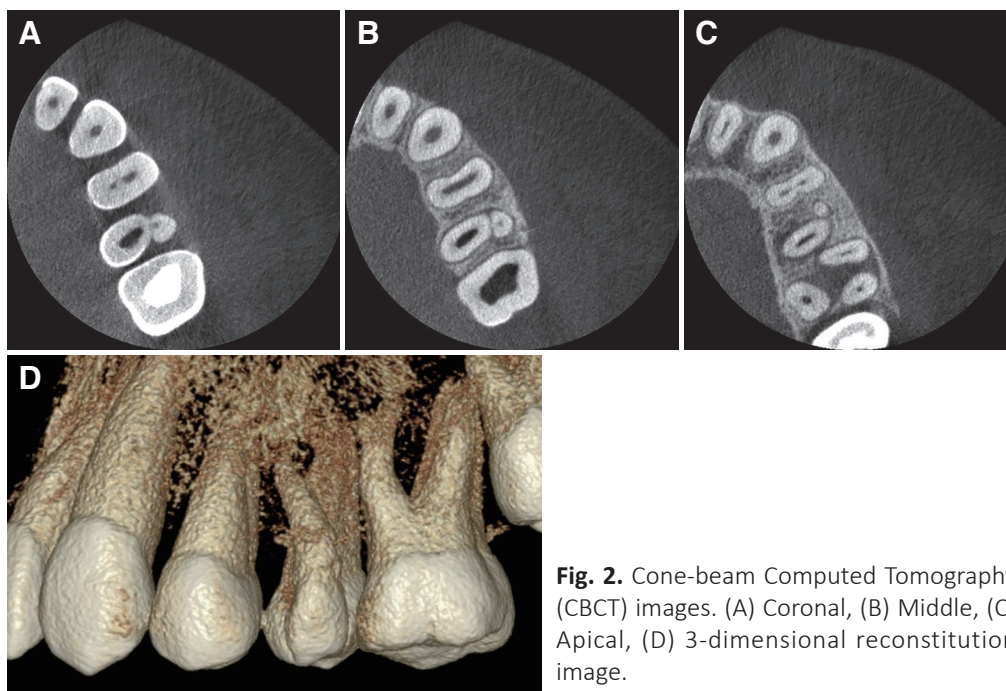 A
B
C
D
Fig. 2. Cone-beam Computed Tomography
(CBCT) images. (A) Coronal, (B) Middle, (C)
Apical, (D) 3-dimensional reconstitution
image.